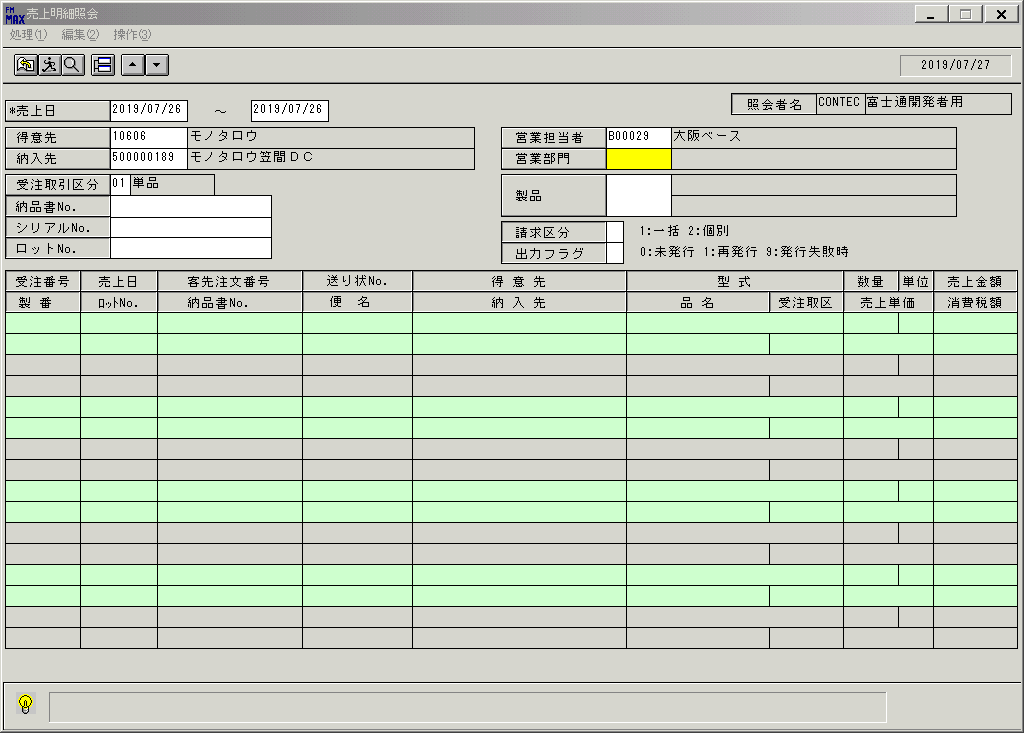 FM MAX 売上明細照会
処理(1) 編集(2) 操作(3)
2019/07/27
照会者名 CONTEC 富士通開発者用
*売上日 2019/07/26 ～ 2019/07/26
得意先 10606 モノタロウ 営業担当者 B00029 大阪ベース
納入先 500000189 モノタロウ笠間ＤＣ 営業部門
受注取引区分 01 単品 製品
納品書No.
シリアルNo. 請求区分 1:一括 2:個別
ロットNo. 出力フラグ 0:未発行 1:再発行 9:発行失敗時
受注番号 売上日 客先注文番号 送り状No. 得 意 先 型 式 数量 単位 売上金額
製 番 ﾛｯﾄNo. 納品書No. 便 名 納 入 先 品 名 受注取区 売上単価 消費税額